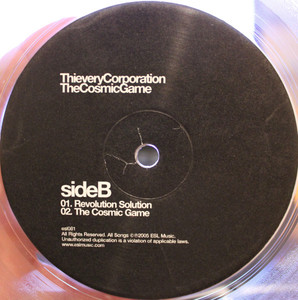 ThieveryCorporation
TheCosmicGame
sideB
01. Revolution Solution
02. The Cosmic Game
esl081
All Rights Reserved. All Songs ©℗2005 ESL Music.
Unauthorized duplication is a violation of applicable laws.
www.eslmusic.com